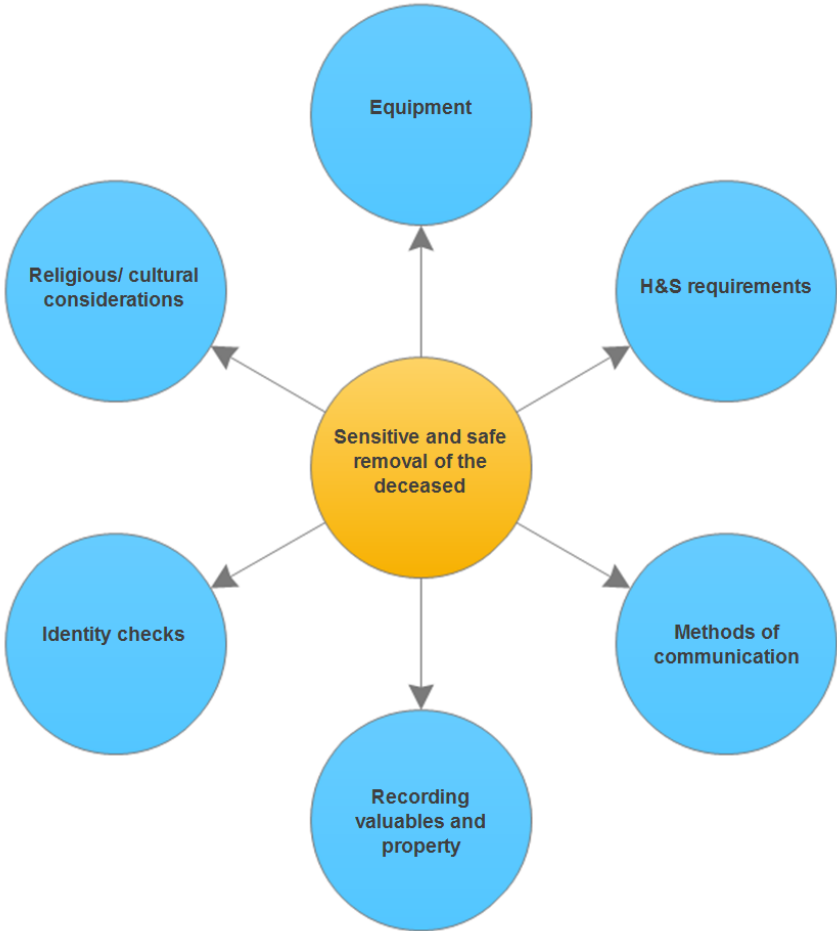 Equipment
Religious/ cultural
considerations
H&S requirements
Sensitive and safe
removal of the
deceased
Identity checks
Methods of
communication
Recording
valuables and
property